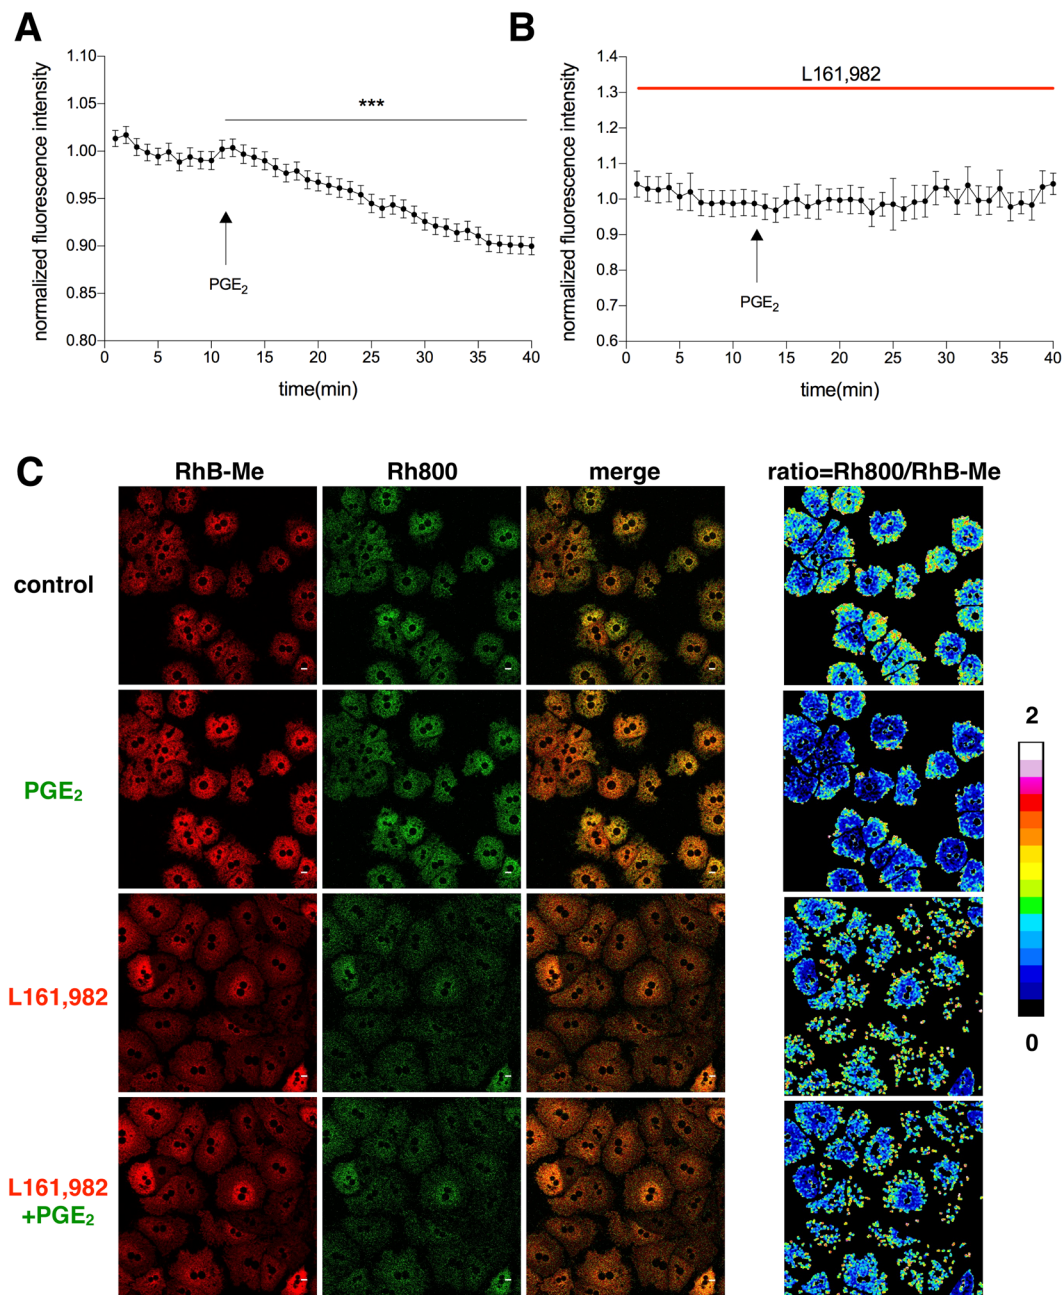 A
normalized fluorescence intensity
1.10
1.05
1.00
0.95
0.90
0.85
0.80
***
PGE₂
0 5 10 15 20 25 30 35 40
time(min)
B
normalized fluorescence intensity
1.4
1.3
1.2
1.1
1.0
0.9
0.8
0.7
0.6
L161,982
PGE₂
0 5 10 15 20 25 30 35 40
time(min)
C
RhB-Me Rh800 merge ratio=Rh800/RhB-Me
control
PGE₂
L161,982
L161,982
+PGE₂
2
0